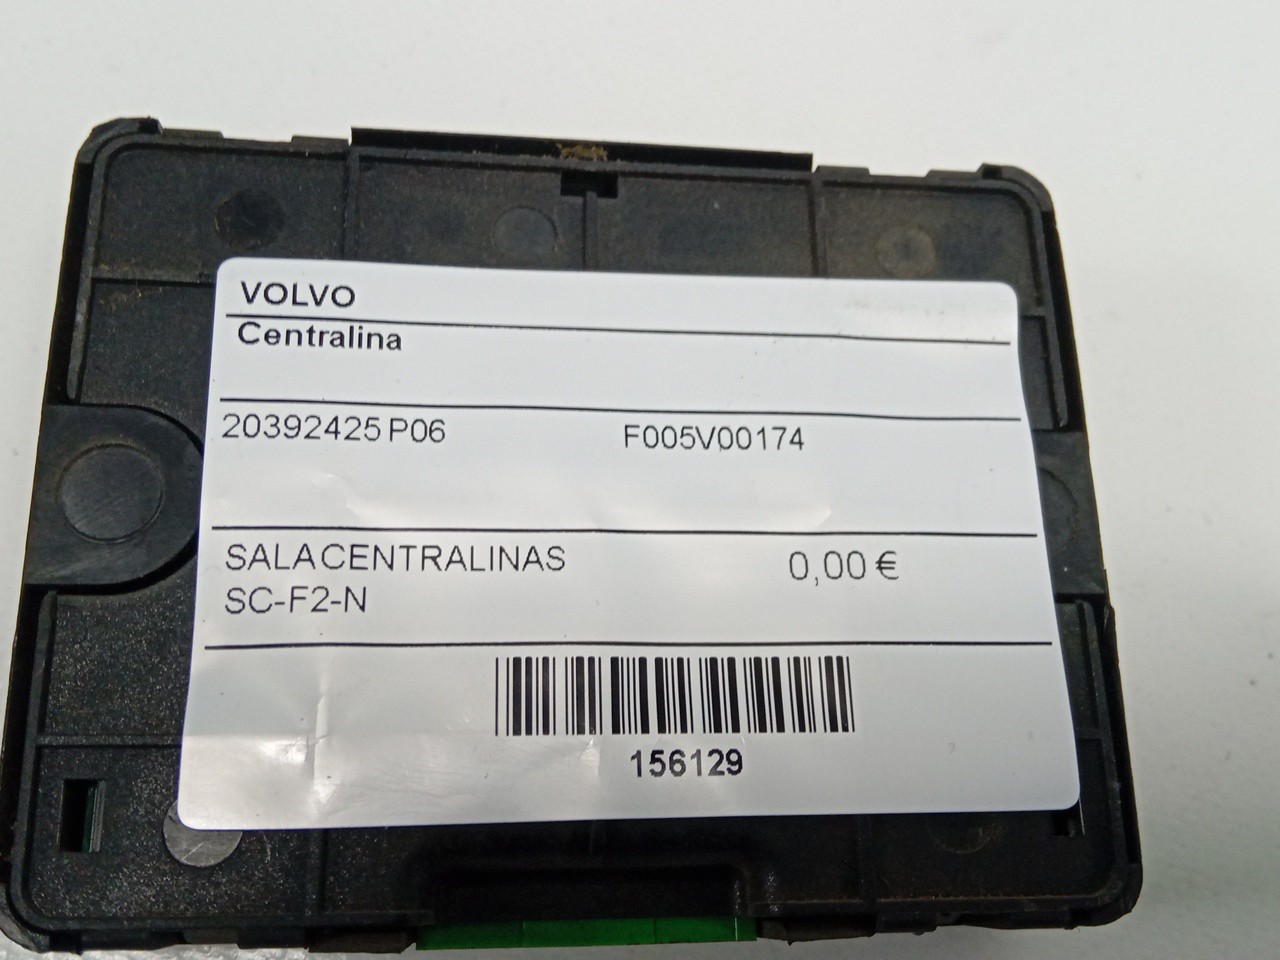 VOLVO
Centralina
20392425 P06 F005V00174
SALACENTRALINAS 0,00 €
SC-F2-N
156129